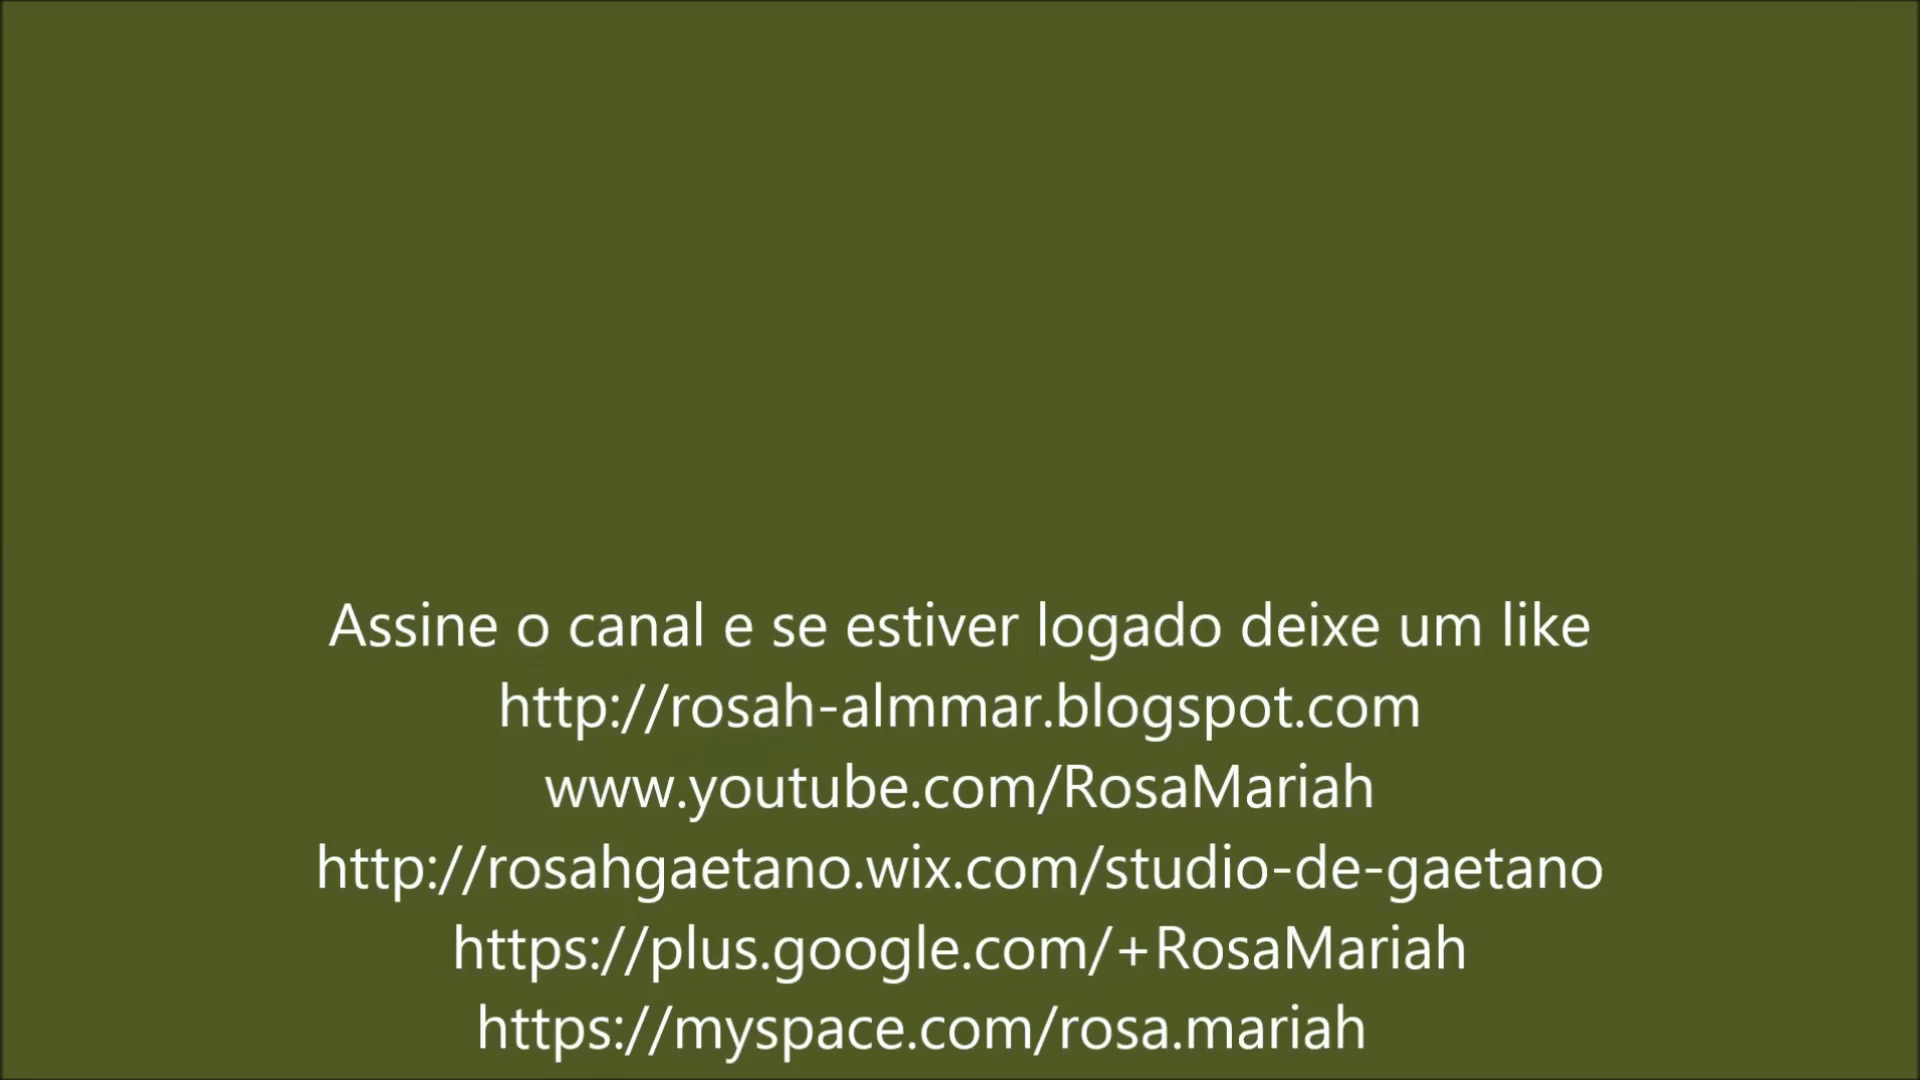 Assine o canal e se estiver logado deixe um like
http://rosah-almmar.blogspot.com
www.youtube.com/RosaMariah
http://rosahgaetano.wix.com/studio-de-gaetano
https://plus.google.com/+RosaMariah
https://myspace.com/rosa.mariah